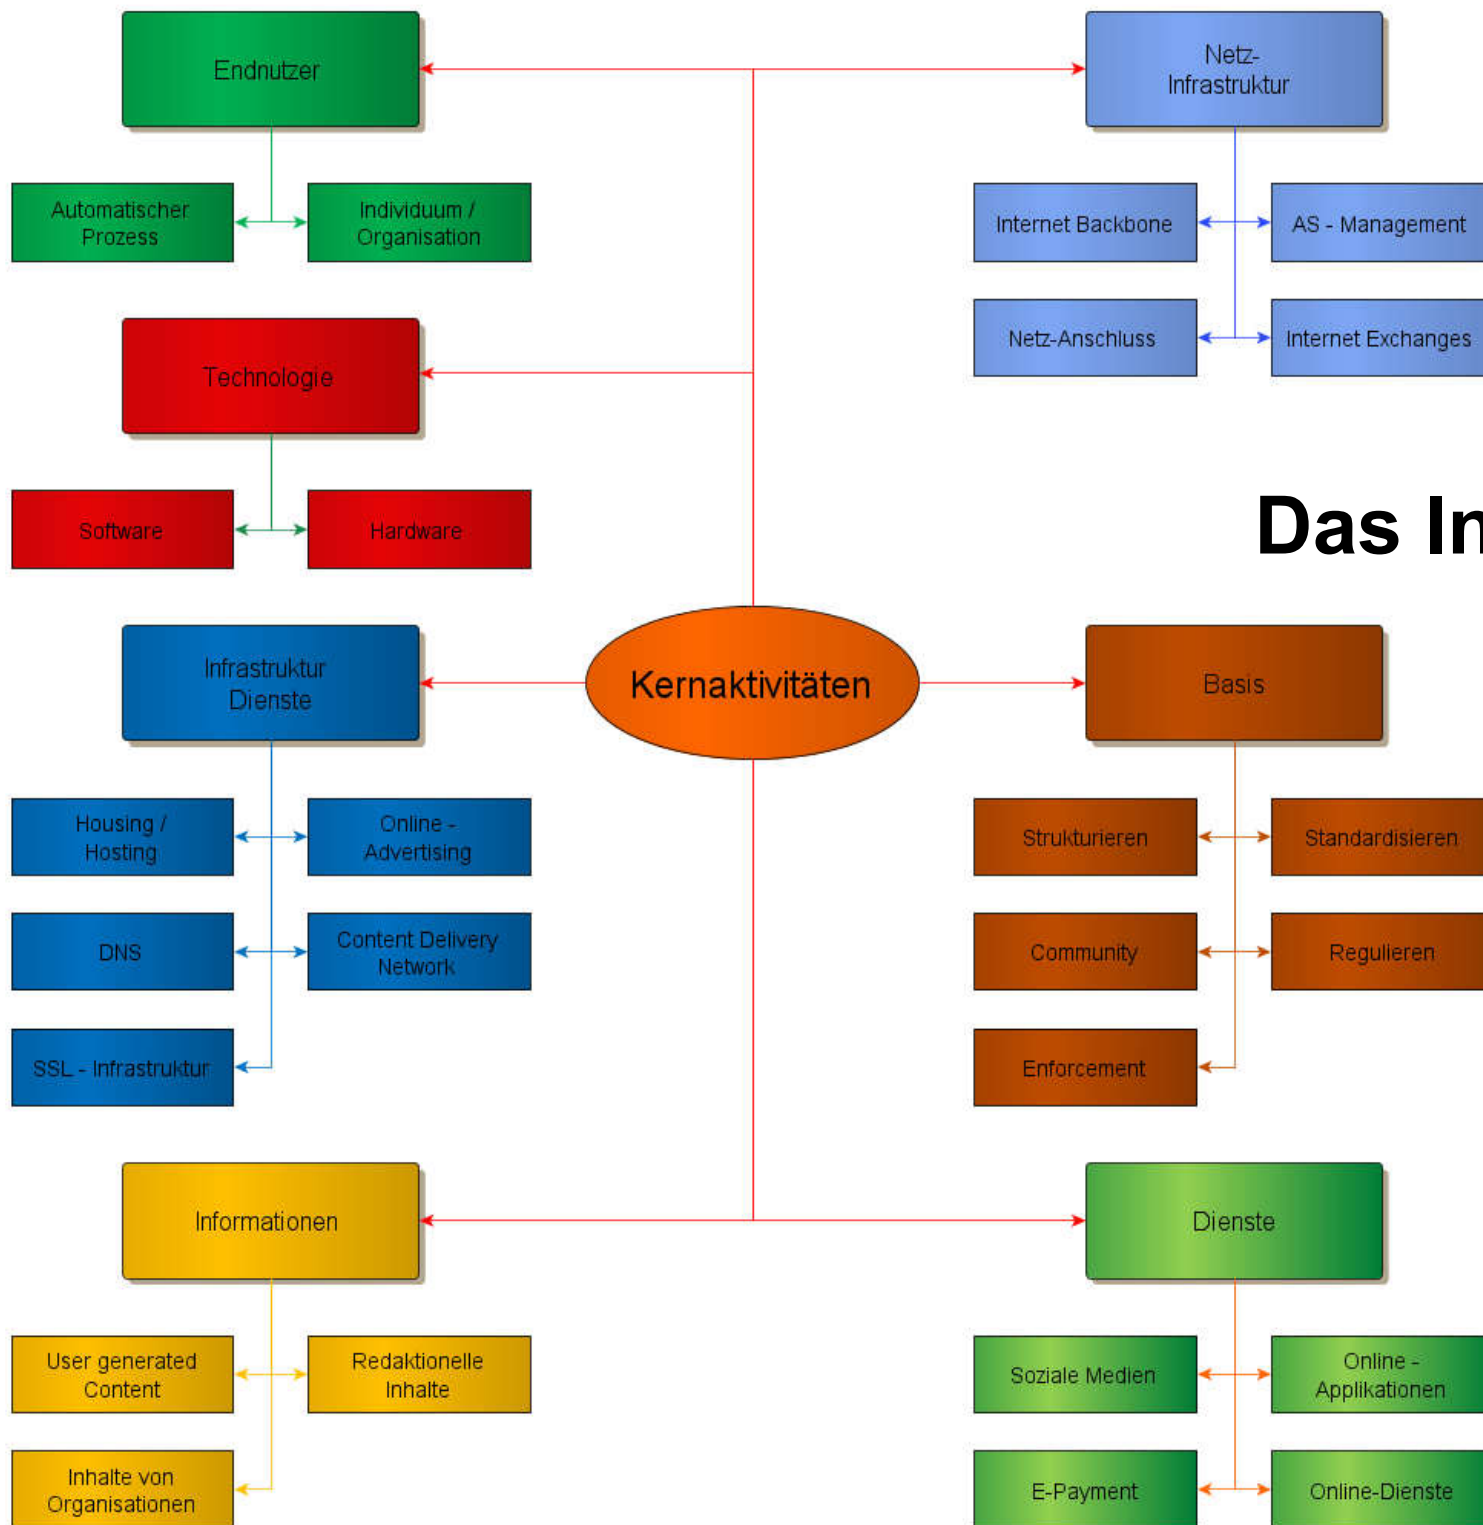 Endnutzer
Automatischer
Prozess
Individuum /
Organisation
Netz-
Infrastruktur
Internet Backbone
AS - Management
Netz-Anschluss
Internet Exchanges
Technologie
Software
Hardware
Das In
Kernaktivitäten
Infrastruktur
Dienste
Housing /
Hosting
Online -
Advertising
DNS
Content Delivery
Network
SSL - Infrastruktur
Basis
Strukturieren
Standardisieren
Community
Regulieren
Enforcement
Informationen
User generated
Content
Redaktionelle
Inhalte
Inhalte von
Organisationen
Dienste
Soziale Medien
Online -
Applikationen
E-Payment
Online-Dienste